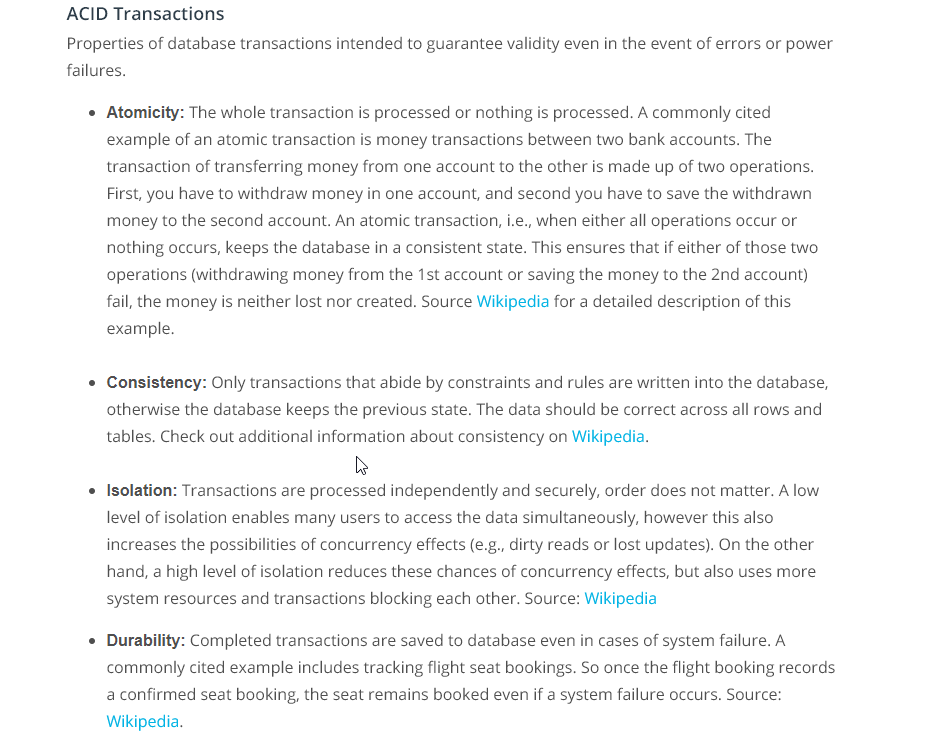 ACID Transactions
Properties of database transactions intended to guarantee validity even in the event of errors or power
failures.
• Atomicity: The whole transaction is processed or nothing is processed. A commonly cited
example of an atomic transaction is money transactions between two bank accounts. The
transaction of transferring money from one account to the other is made up of two operations.
First, you have to withdraw money in one account, and second you have to save the withdrawn
money to the second account. An atomic transaction, i.e., when either all operations occur or
nothing occurs, keeps the database in a consistent state. This ensures that if either of those two
operations (withdrawing money from the 1st account or saving the money to the 2nd account)
fail, the money is neither lost nor created. Source Wikipedia for a detailed description of this
example.
• Consistency: Only transactions that abide by constraints and rules are written into the database,
otherwise the database keeps the previous state. The data should be correct across all rows and
tables. Check out additional information about consistency on Wikipedia.
• Isolation: Transactions are processed independently and securely, order does not matter. A low
level of isolation enables many users to access the data simultaneously, however this also
increases the possibilities of concurrency effects (e.g., dirty reads or lost updates). On the other
hand, a high level of isolation reduces these chances of concurrency effects, but also uses more
system resources and transactions blocking each other. Source: Wikipedia
• Durability: Completed transactions are saved to database even in cases of system failure. A
commonly cited example includes tracking flight seat bookings. So once the flight booking records
a confirmed seat booking, the seat remains booked even if a system failure occurs. Source:
Wikipedia.